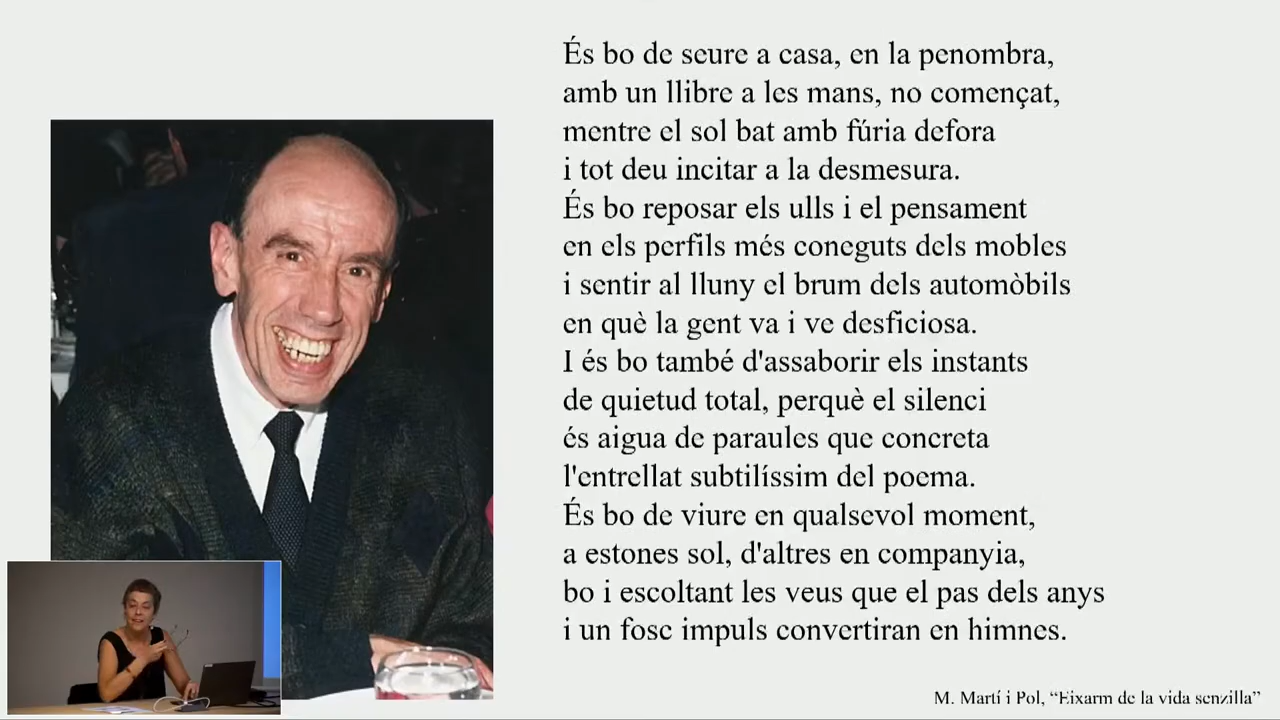 És bo de seure a casa, en la penombra,
amb un llibre a les mans, no començat,
mentre el sol bat amb fúria defora
i tot deu incitar a la desmesura.
És bo reposar els ulls i el pensament
en els perfils més coneguts dels mobles
i sentir al lluny el brum dels automòbils
en què la gent va i ve desficiosa.
I és bo també d'assaborir els instants
de quietud total, perquè el silenci
és aigua de paraules que concreta
l'entrellat subtilíssim del poema.
És bo de viure en qualsevol moment,
a estones sol, d'altres en companyia,
bo i escoltant les veus que el pas dels anys
i un fosc impuls convertiran en himnes.
M. Martí i Pol, “Eixarm de la vida senzilla”